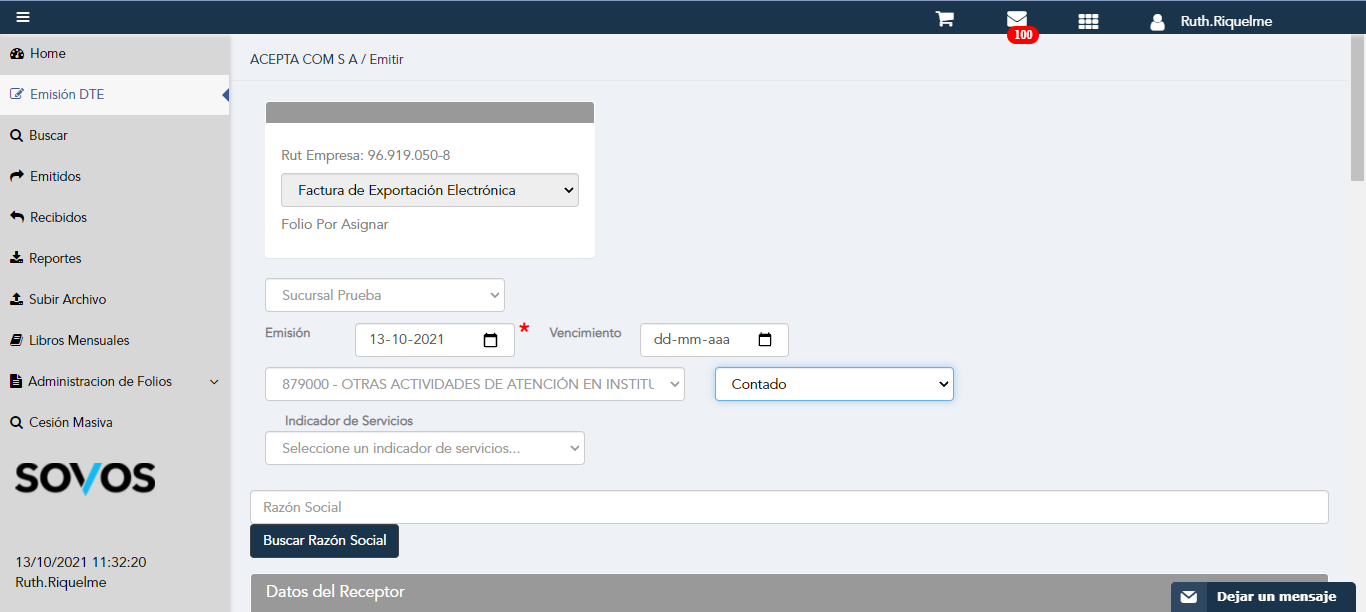 100
Ruth.Riquelme
Home
Emisión DTE
Buscar
Emitidos
Recibidos
Reportes
Subir Archivo
Libros Mensuales
Administracion de Folios
Cesión Masiva
SOVOS
13/10/2021 11:32:20
Ruth.Riquelme
ACEPTA COM S A / Emitir
Rut Empresa: 96.919.050-8
Factura de Exportación Electrónica
Folio Por Asignar
Sucursal Prueba
Emisión 13-10-2021 * Vencimiento dd-mm-aaa
879000 - OTRAS ACTIVIDADES DE ATENCIÓN EN INSTITU Contado
Indicador de Servicios
Seleccione un indicador de servicios...
Razón Social
Buscar Razón Social
Datos del Receptor
Dejar un mensaje